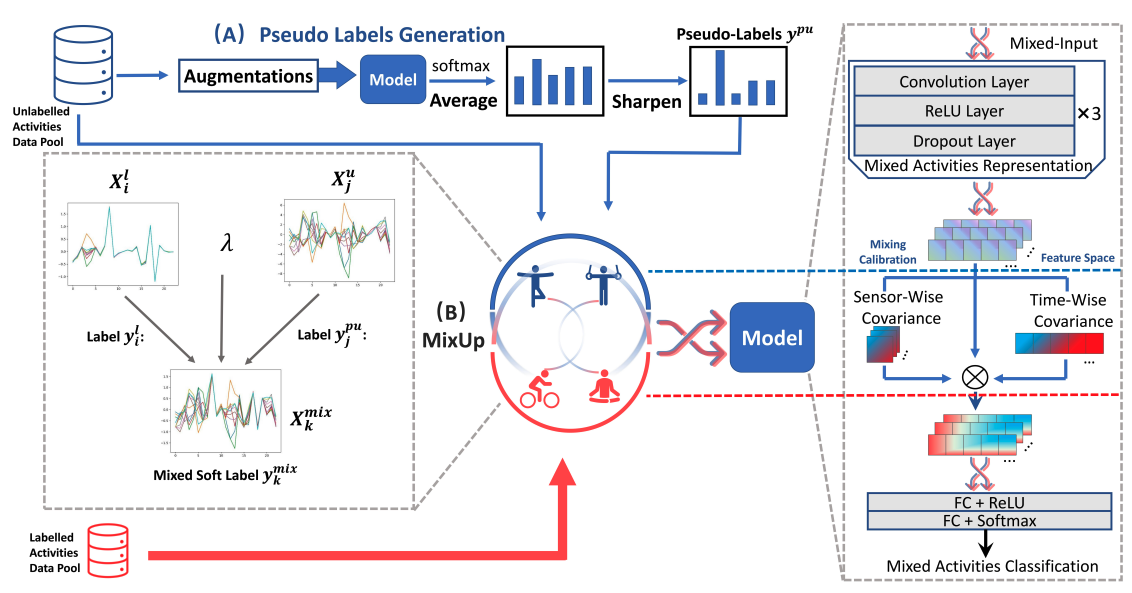 (A) Pseudo Labels Generation
Unlabelled
Activities
Data Pool
Augmentations
Model
softmax
Average
Sharpen
Pseudo-Labels y^{pu}
X_i^l
λ
X_j^u
Label y_i^l:
Label y_j^{pu}:
X_k^{mix}
Mixed Soft Label y_k^{mix}
(B)
MixUp
Model
Labelled
Activities
Data Pool
Mixed-Input
Convolution Layer
ReLU Layer
Dropout Layer
×3
Mixed Activities Representation
Mixing
Calibration
Feature Space
Sensor-Wise
Covariance
Time-Wise
Covariance
FC + ReLU
FC + Softmax
Mixed Activities Classification